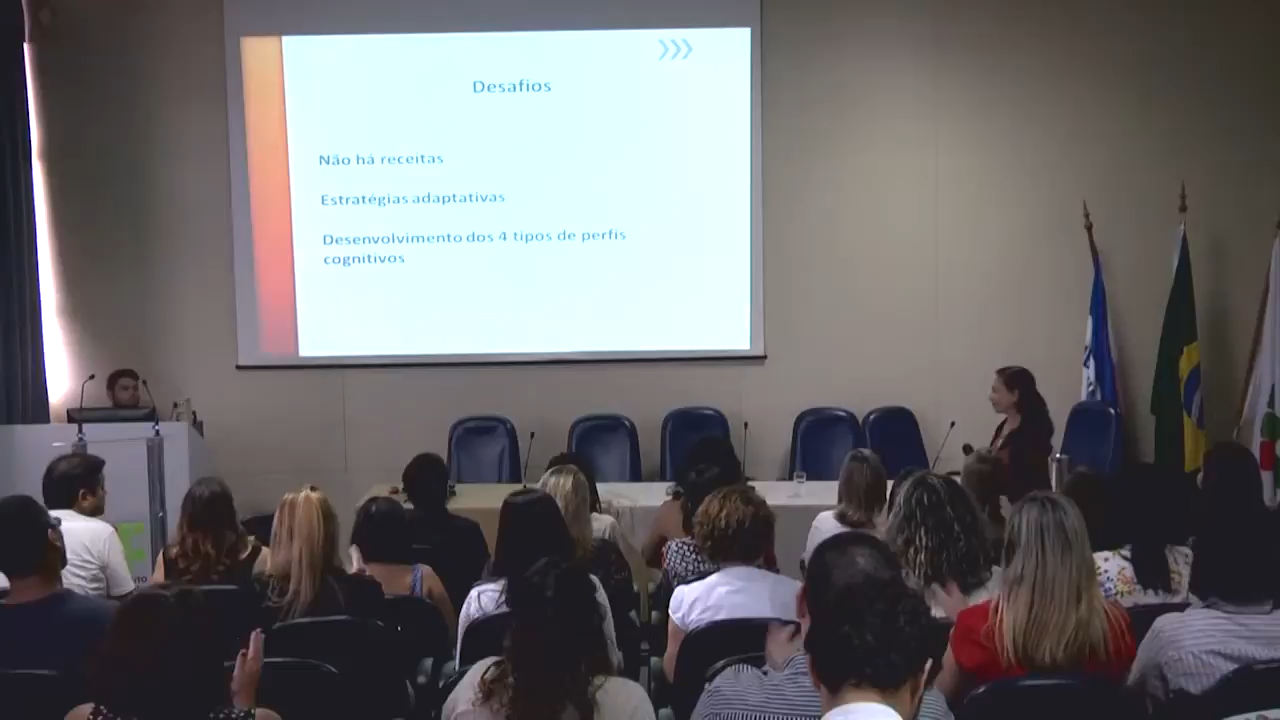 Desafios
Não há receitas
Estratégias adaptativas
Desenvolvimento dos 4 tipos de perfis
cognitivos